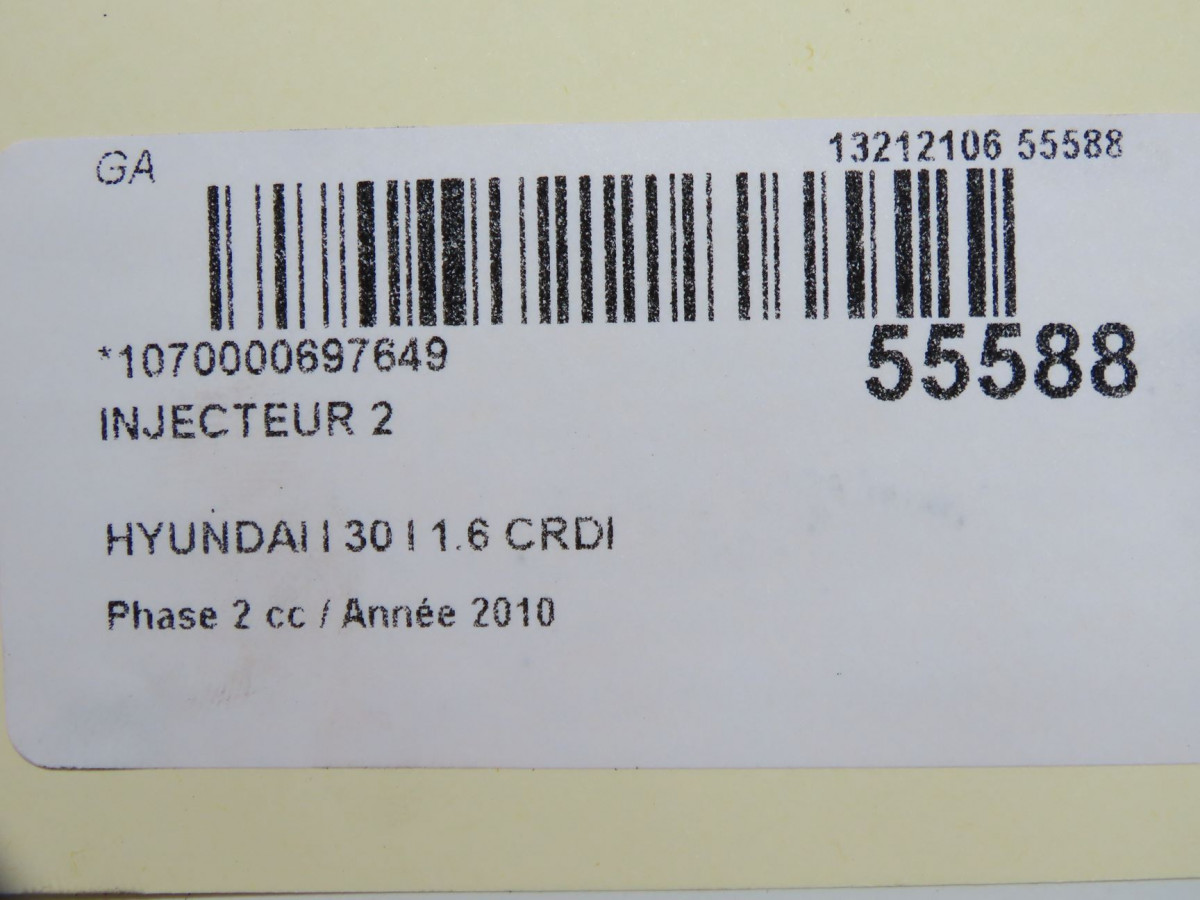 GA
13212106 55588
*1070000697649
55588
INJECTEUR 2
HYUNDAI I 30 I 1.6 CRDI
Phase 2 cc / Année 2010